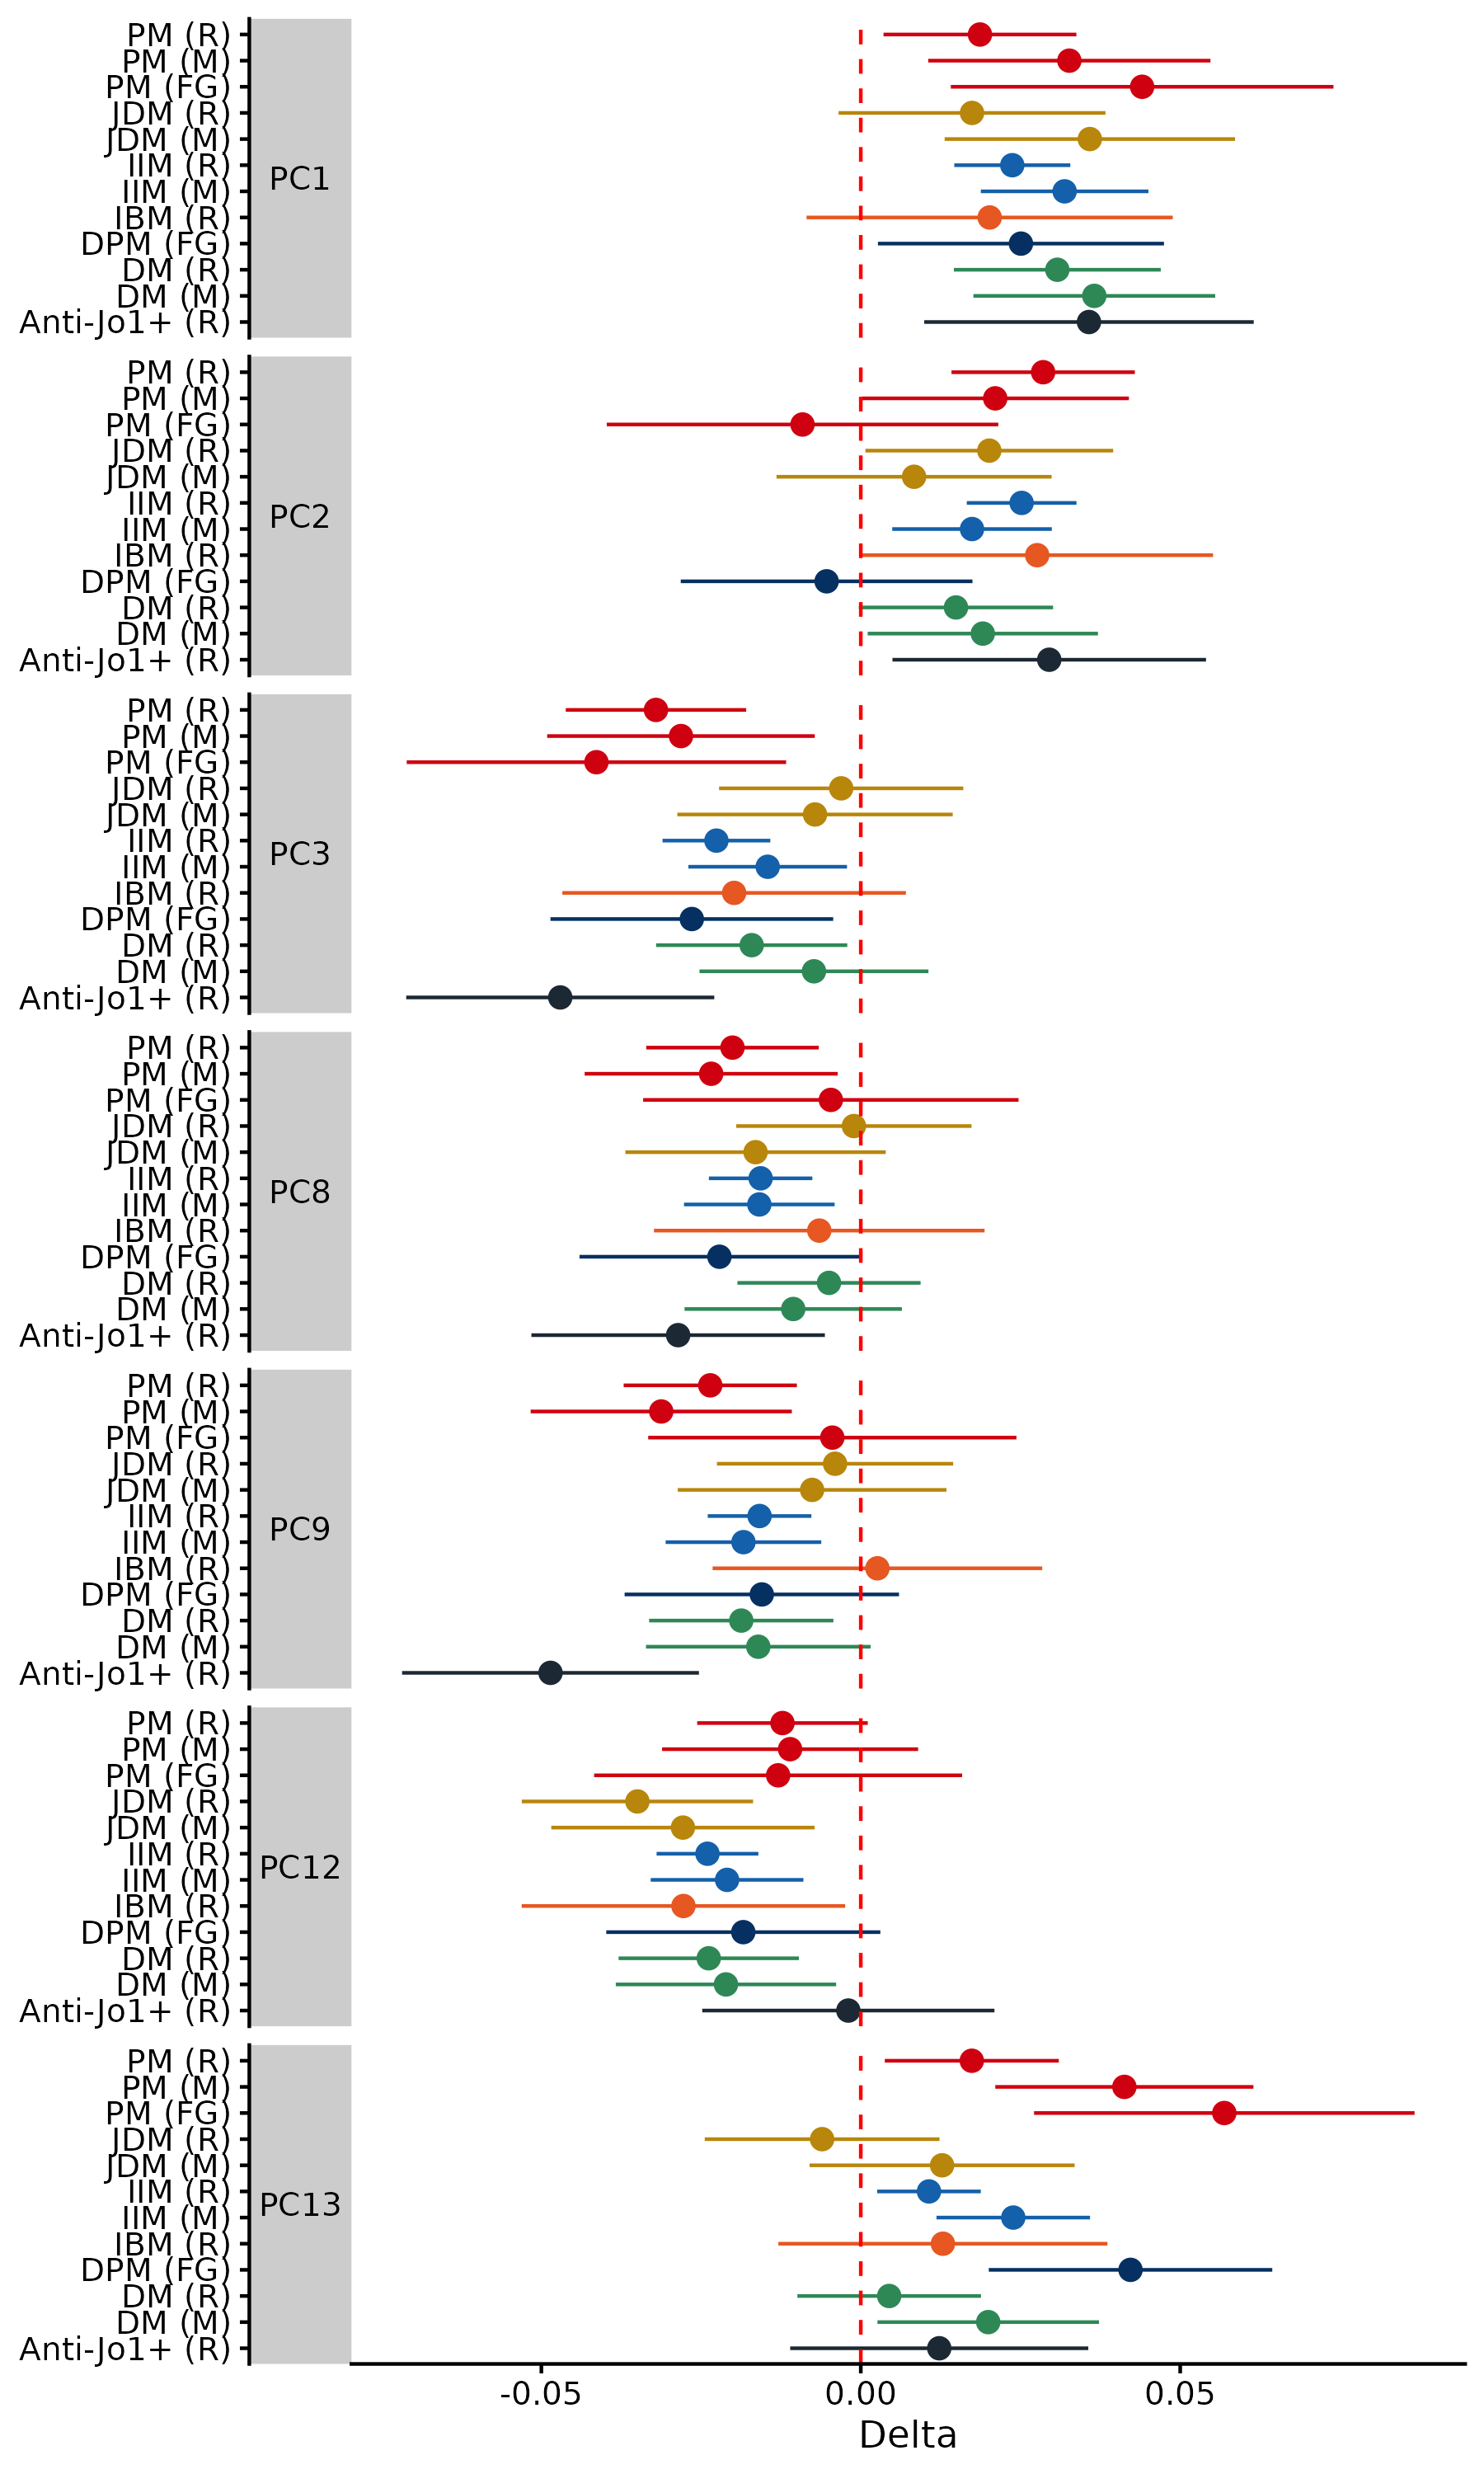 PM (R)
PM (M)
PM (FG)
JDM (R)
JDM (M)
IIM (R)
IIM (M)
IBM (R)
DPM (FG)
DM (R)
DM (M)
Anti-Jo1+ (R)
PC1
PM (R)
PM (M)
PM (FG)
JDM (R)
JDM (M)
IIM (R)
IIM (M)
IBM (R)
DPM (FG)
DM (R)
DM (M)
Anti-Jo1+ (R)
PC2
PM (R)
PM (M)
PM (FG)
JDM (R)
JDM (M)
IIM (R)
IIM (M)
IBM (R)
DPM (FG)
DM (R)
DM (M)
Anti-Jo1+ (R)
PC3
PM (R)
PM (M)
PM (FG)
JDM (R)
JDM (M)
IIM (R)
IIM (M)
IBM (R)
DPM (FG)
DM (R)
DM (M)
Anti-Jo1+ (R)
PC8
PM (R)
PM (M)
PM (FG)
JDM (R)
JDM (M)
IIM (R)
IIM (M)
IBM (R)
DPM (FG)
DM (R)
DM (M)
Anti-Jo1+ (R)
PC9
PM (R)
PM (M)
PM (FG)
JDM (R)
JDM (M)
IIM (R)
IIM (M)
IBM (R)
DPM (FG)
DM (R)
DM (M)
Anti-Jo1+ (R)
PC12
PM (R)
PM (M)
PM (FG)
JDM (R)
JDM (M)
IIM (R)
IIM (M)
IBM (R)
DPM (FG)
DM (R)
DM (M)
Anti-Jo1+ (R)
PC13
-0.05 0.00 0.05
Delta